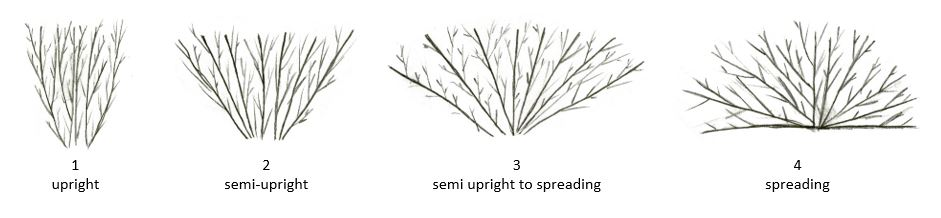 1
upright
2
semi-upright
3
semi upright to spreading
4
spreading